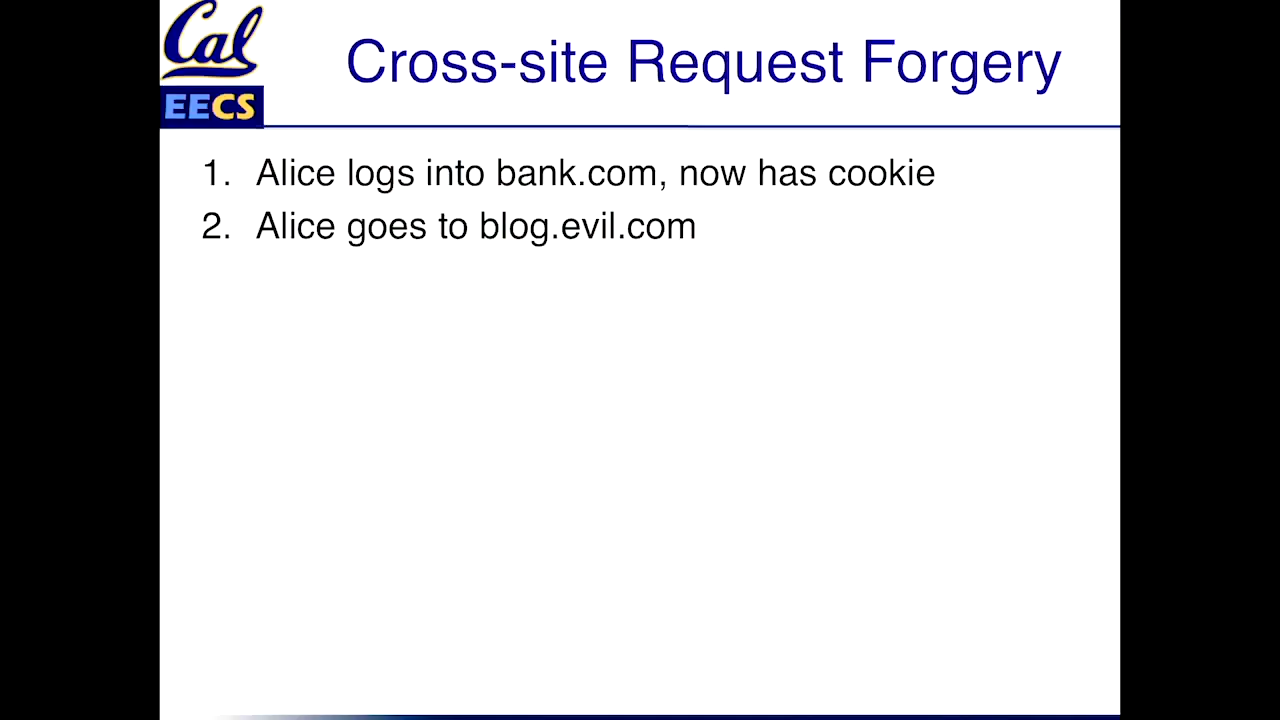 Cal
EECS
Cross-site Request Forgery
1. Alice logs into bank.com, now has cookie
2. Alice goes to blog.evil.com